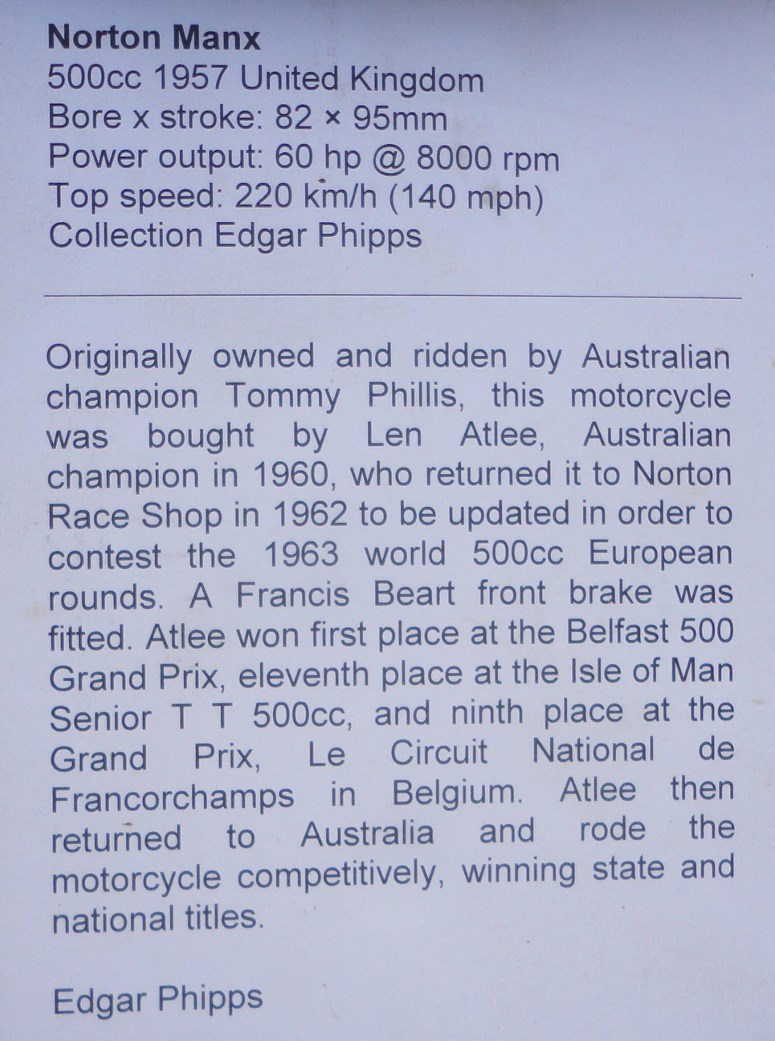 Norton Manx
500cc 1957 United Kingdom
Bore x stroke: 82 × 95mm
Power output: 60 hp @ 8000 rpm
Top speed: 220 km/h (140 mph)
Collection Edgar Phipps
Originally owned and ridden by Australian
champion Tommy Phillis, this motorcycle
was bought by Len Atlee, Australian
champion in 1960, who returned it to Norton
Race Shop in 1962 to be updated in order to
contest the 1963 world 500cc European
rounds. A Francis Beart front brake was
fitted. Atlee won first place at the Belfast 500
Grand Prix, eleventh place at the Isle of Man
Senior T T 500cc, and ninth place at the
Grand Prix, Le Circuit National de
Francorchamps in Belgium. Atlee then
returned to Australia and rode the
motorcycle competitively, winning state and
national titles.
Edgar Phipps